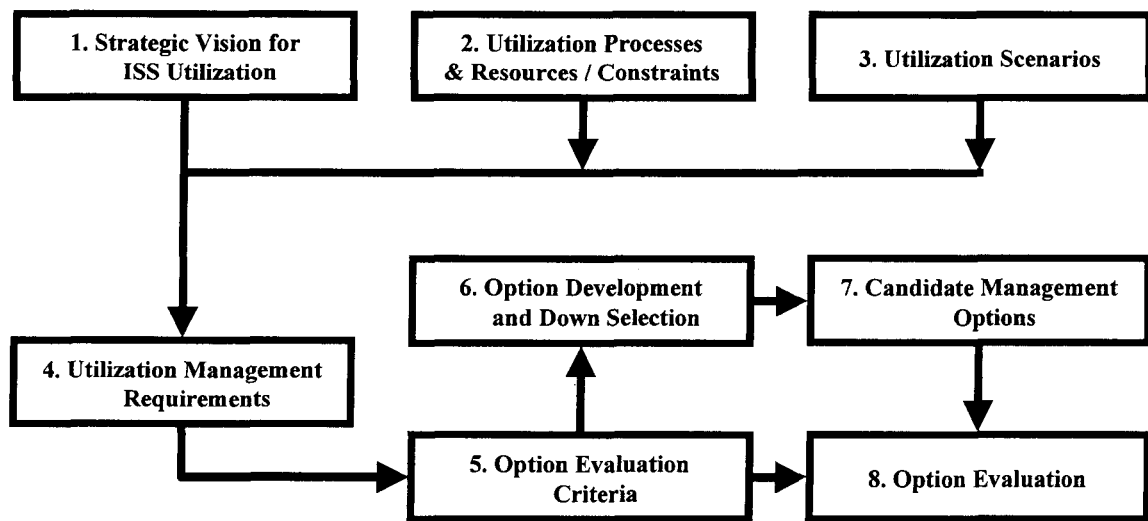 1. Strategic Vision for
ISS Utilization
2. Utilization Processes
& Resources / Constraints
3. Utilization Scenarios
6. Option Development
and Down Selection
7. Candidate Management
Options
4. Utilization Management
Requirements
5. Option Evaluation
Criteria
8. Option Evaluation